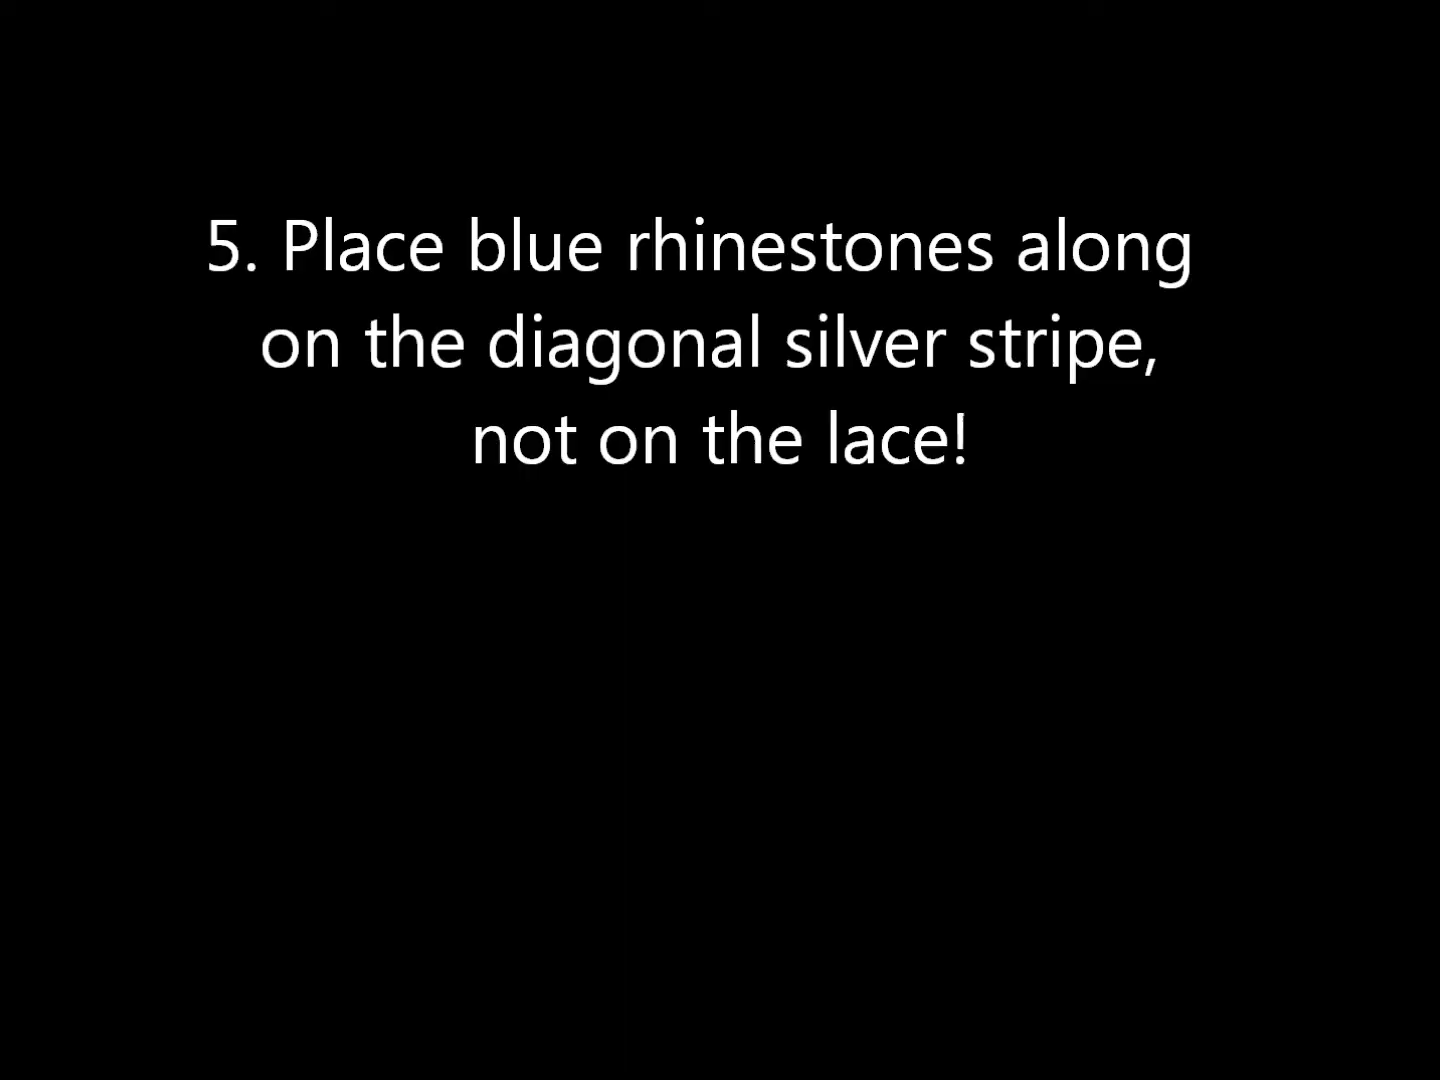 5. Place blue rhinestones along
on the diagonal silver stripe,
not on the lace!